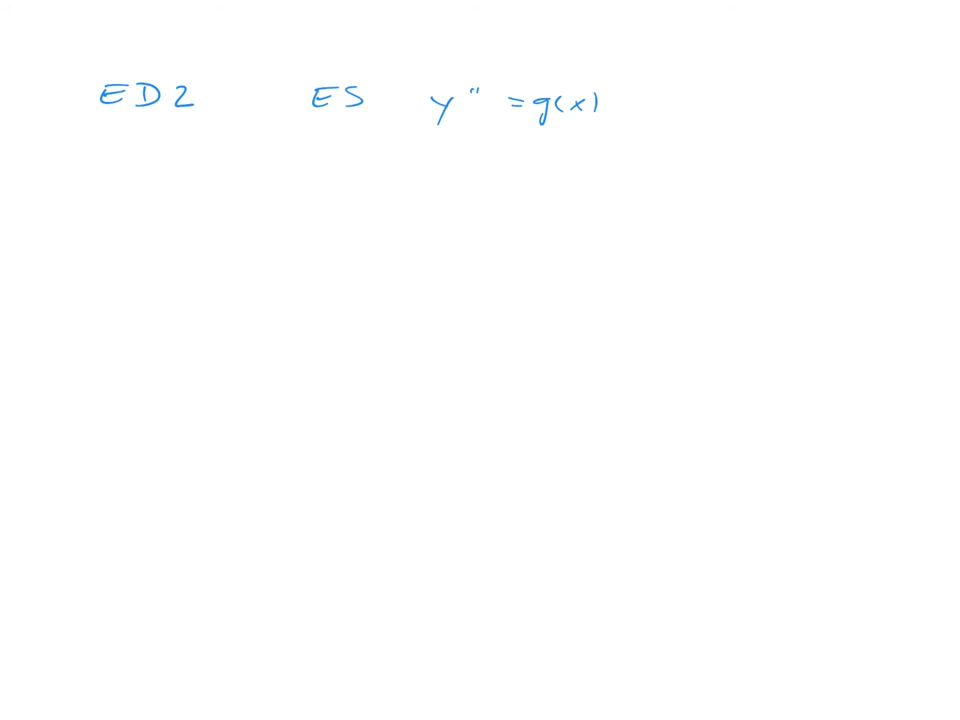 ED2 ES y" = g(x)